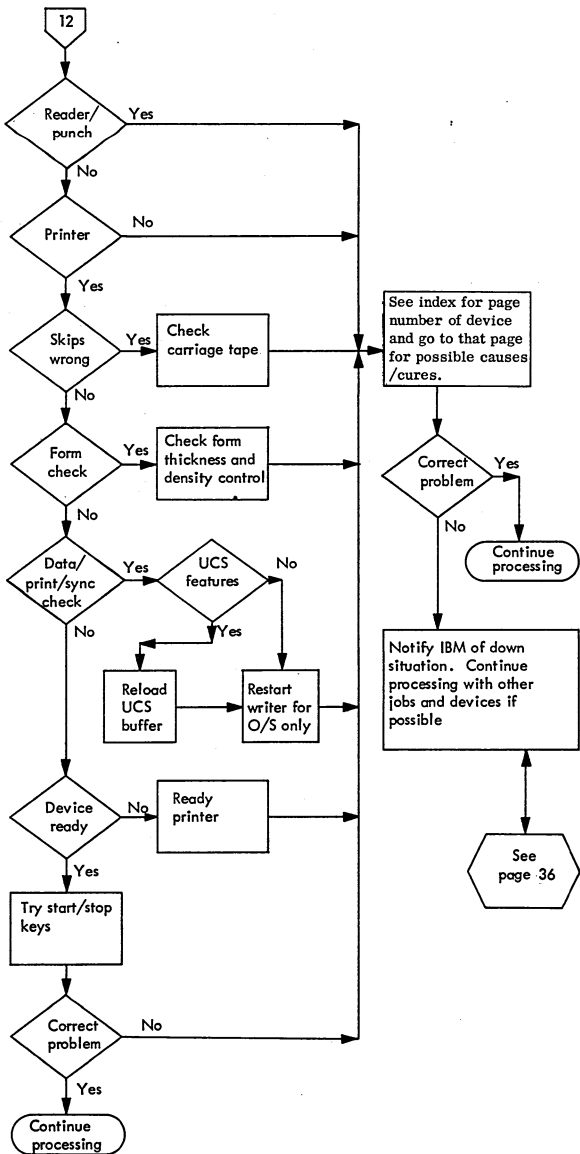 12
Reader/
punch
Yes
No
Printer
No
Yes
Skips
wrong
Yes
Check
carriage tape
No
See index for page
number of device
and go to that page
for possible causes
/cures.
Form
check
Yes
Check form
thickness and
density control
No
Correct
problem
Yes
No
Continue
processing
Data/
print/sync
check
Yes
UCS
features
No
Yes
No
Reload
UCS
buffer
Restart
writer for
O/S only
Notify IBM of down
situation. Continue
processing with other
jobs and devices if
possible
Device
ready
No
Ready
printer
Yes
See
page 36
Try start/stop
keys
Correct
problem
No
Yes
Continue
processing